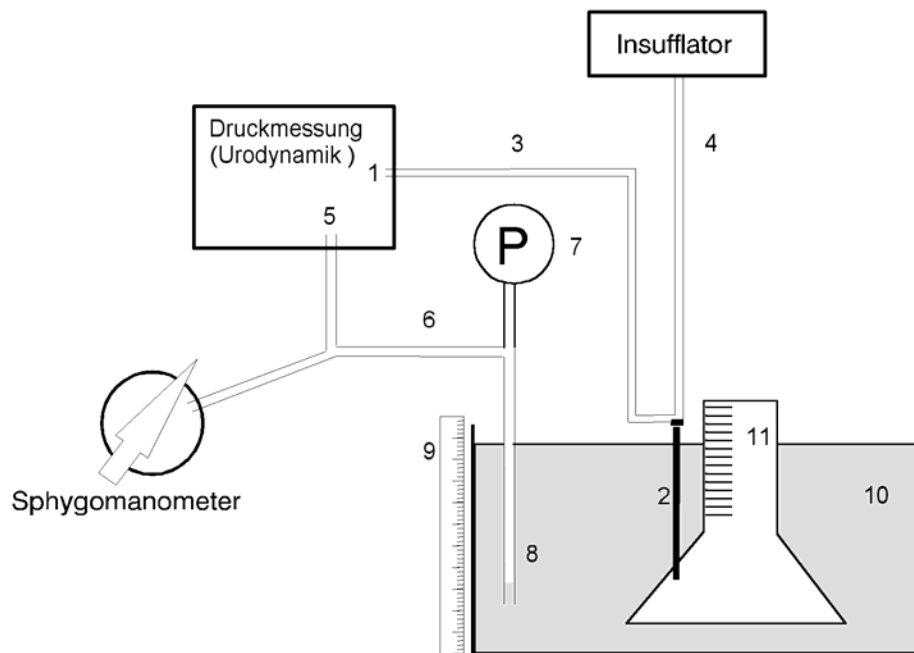 Insufflator
Druckmessung
(Urodynamik )
1
3
4
5
P
7
6
9
11
2
10
Sphygomanometer
8